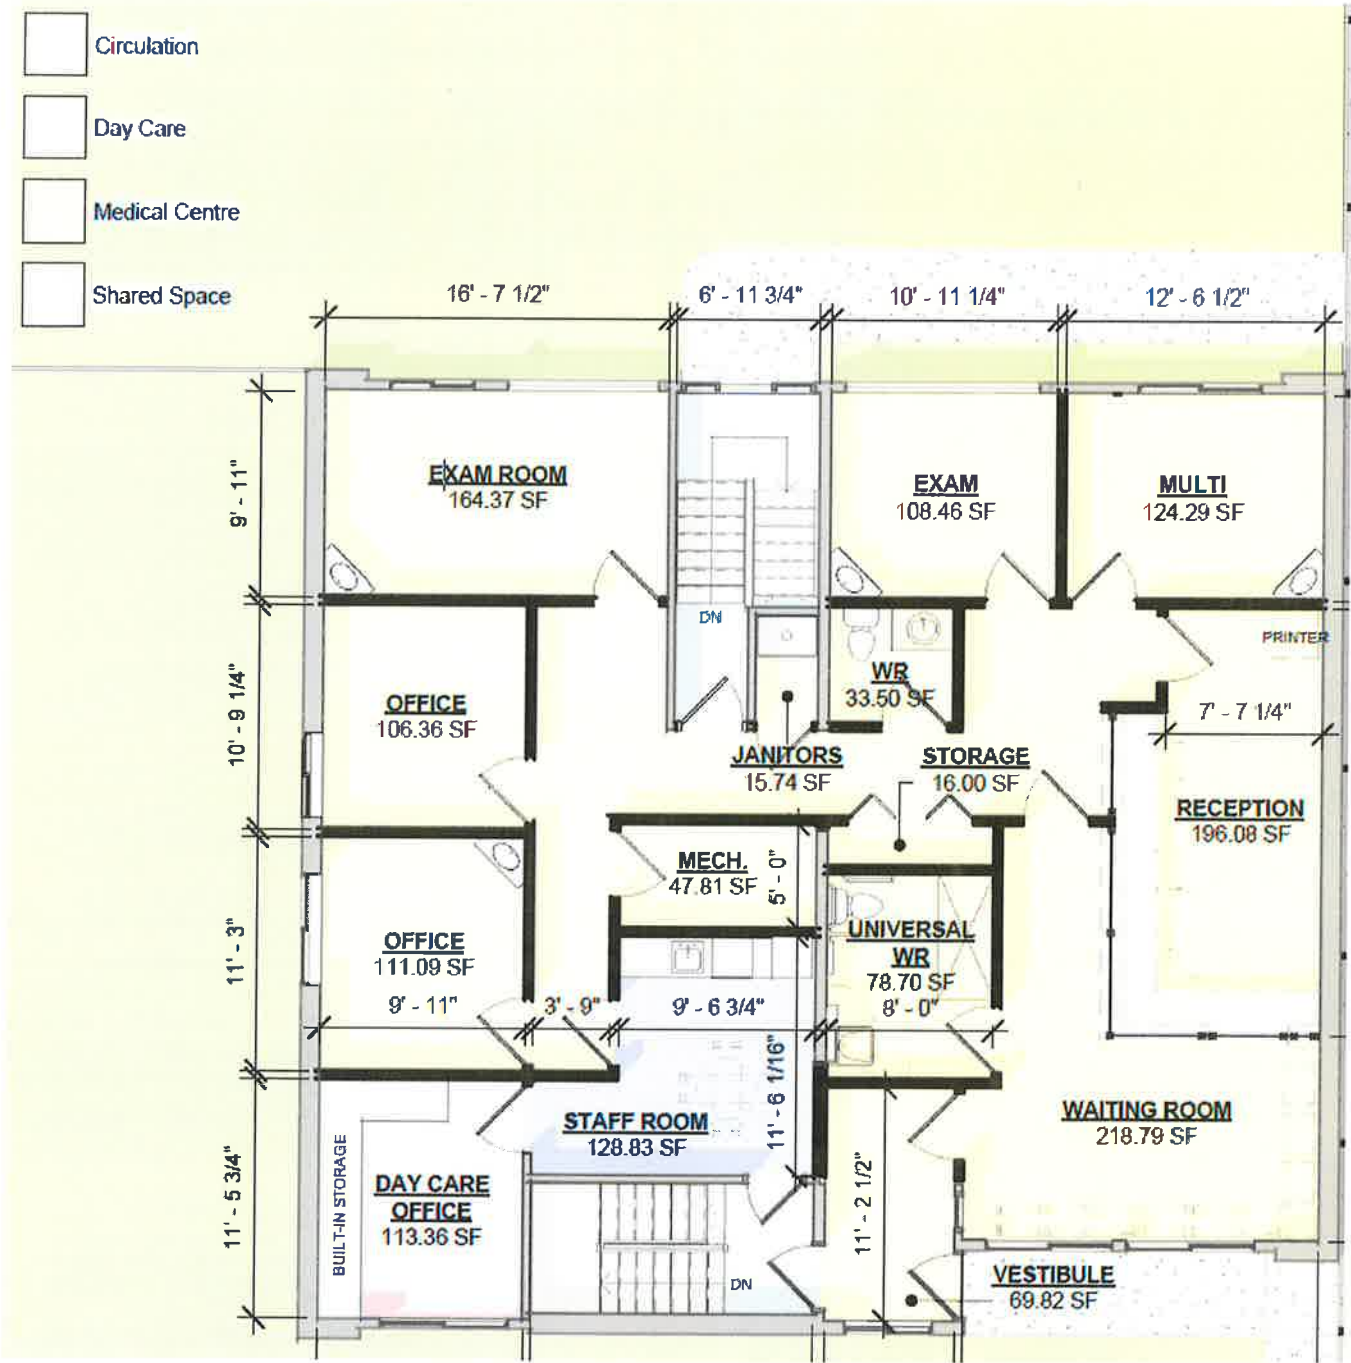 Circulation
Day Care
Medical Centre
Shared Space
16' - 7 1/2"
6' - 11 3/4"
10' - 11 1/4"
12' - 6 1/2"
9' - 11"
EXAM ROOM
164.37 SF
EXAM
108.46 SF
MULTI
124.29 SF
DN
PRINTER
10' - 9 1/4"
OFFICE
106.36 SF
WR
33.50 SF
7' - 7 1/4"
JANITORS
15.74 SF
STORAGE
16.00 SF
RECEPTION
196.08 SF
MECH.
47.81 SF
5' - 0"
11' - 3"
OFFICE
111.09 SF
UNIVERSAL
WR
78.70 SF
9' - 11"
3' - 9"
9' - 6 3/4"
8' - 0"
11' - 6 1/16"
STAFF ROOM
128.83 SF
WAITING ROOM
218.79 SF
11' - 5 3/4"
BUILT-IN STORAGE
DAY CARE
OFFICE
113.36 SF
11' - 2 1/2"
DN
VESTIBULE
69.82 SF